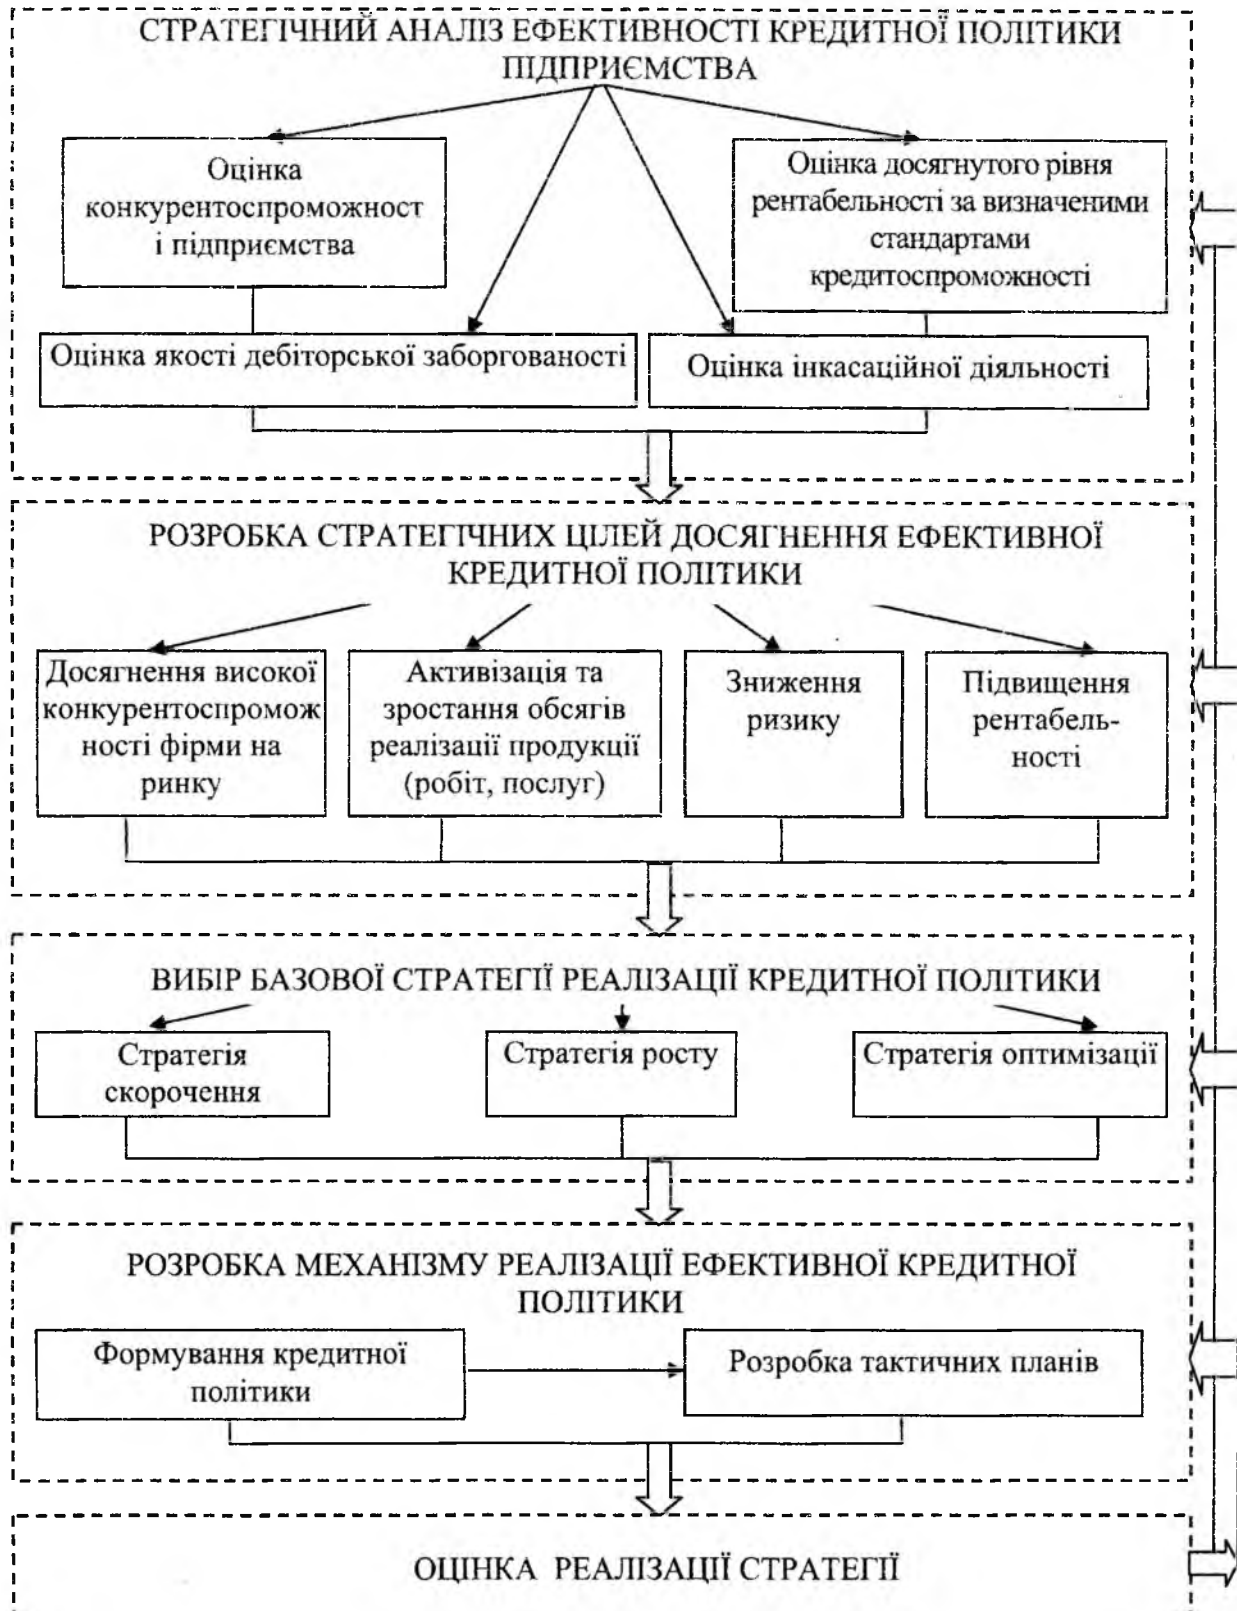 СТРАТЕГІЧНИЙ АНАЛІЗ ЕФЕКТИВНОСТІ КРЕДИТНОЇ ПОЛІТИКИ
ПІДПРИЄМСТВА
Оцінка
конкурентоспроможност
і підприємства
Оцінка досягнутого рівня
рентабельності за визначеними
стандартами
кредитоспроможності
Оцінка якості дебіторської заборгованості
Оцінка інкасаційної діяльності
РОЗРОБКА СТРАТЕГІЧНИХ ЦІЛЕЙ ДОСЯГНЕННЯ ЕФЕКТИВНОЇ
КРЕДИТНОЇ ПОЛІТИКИ
Досягнення високої
конкурентоспромож
ності фірми на
ринку
Активізація та
зростання обсягів
реалізації продукції
(робіт, послуг)
Зниження
ризику
Підвищення
рентабель-
ності
ВИБІР БАЗОВОЇ СТРАТЕГІЇ РЕАЛІЗАЦІЇ КРЕДИТНОЇ ПОЛІТИКИ
Стратегія
скорочення
Стратегія росту
Стратегія оптимізації
РОЗРОБКА МЕХАНІЗМУ РЕАЛІЗАЦІЇ ЕФЕКТИВНОЇ КРЕДИТНОЇ
ПОЛІТИКИ
Формування кредитної
політики
Розробка тактичних планів
ОЦІНКА РЕАЛІЗАЦІЇ СТРАТЕГІЇ